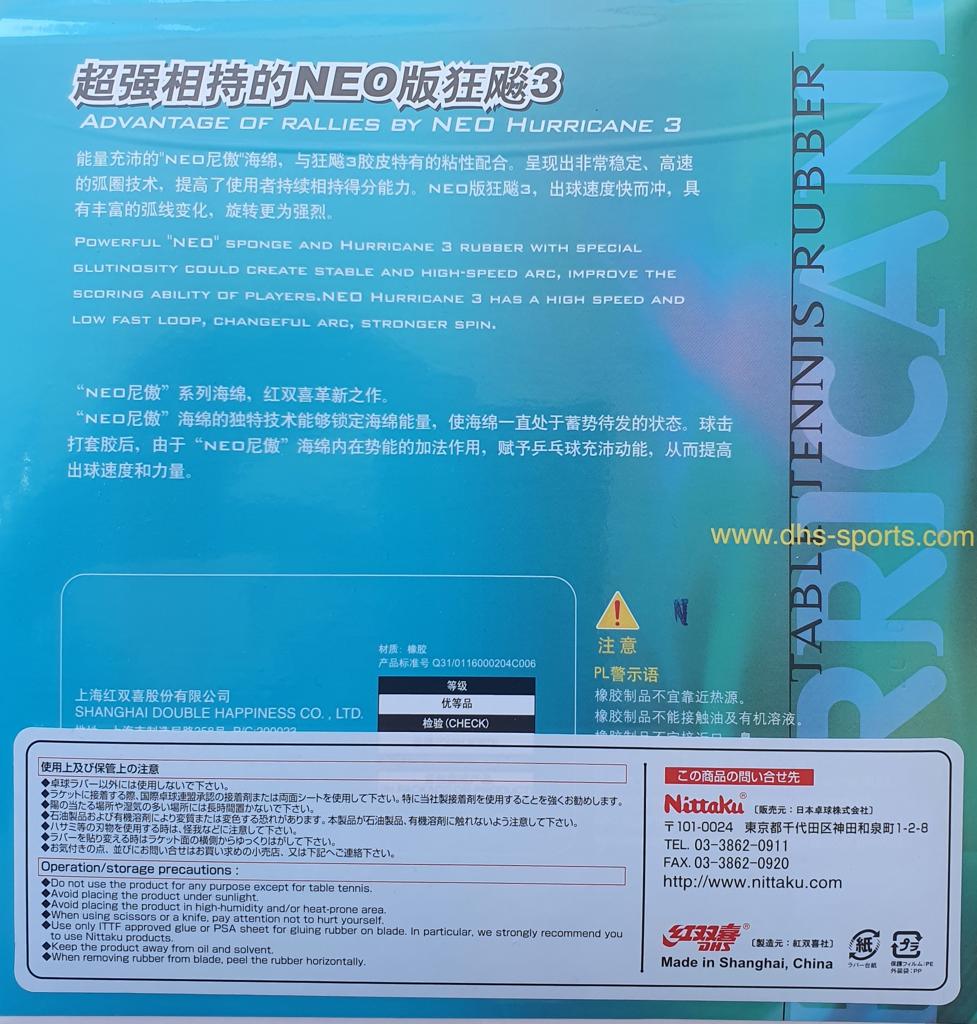 超强相持的NEO版狂飚3
ADVANTAGE OF RALLIES BY NEO HURRICANE 3
能量充沛的"NEO尼傲"海绵，与狂飚3胶皮特有的粘性配合。呈现出非常稳定、高速
的弧圈技术，提高了使用者持续相持得分能力。NEO版狂飚3，出球速度快而冲，具
有丰富的弧线变化，旋转更为强烈。
POWERFUL "NEO" SPONGE AND HURRICANE 3 RUBBER WITH SPECIAL
GLUTINOSITY COULD CREATE STABLE AND HIGH-SPEED ARC, IMPROVE THE
SCORING ABILITY OF PLAYERS.NEO HURRICANE 3 HAS A HIGH SPEED AND
LOW FAST LOOP, CHANGEFUL ARC, STRONGER SPIN.
“NEO尼傲”系列海绵，红双喜革新之作。
“NEO尼傲”海绵的独特技术能够锁定海绵能量，使海绵一直处于蓄势待发的状态。球击
打套胶后，由于“NEO尼傲”海绵内在势能的加法作用，赋予乒乓球充沛动能，从而提高
出球速度和力量。
TABLE TENNIS RUBBER
RRICANE
www.dhs-sports.com
材质：橡胶
产品标准号 Q31/0116000204C006
等级
优等品
检验(CHECK)
上海红双喜股份有限公司
SHANGHAI DOUBLE HAPPINESS CO. , LTD.
注意
N
PL警示语
橡胶制品不宜靠近热源。
橡胶制品不能接触油及有机溶液。
使用上及び保管上の注意
◆卓球ラバー以外には使用しないで下さい。
◆ラケットに接着する際、国際卓球連盟承認の接着剤または両面シートを使用して下さい。特に当社製接着剤を使用することを強くお勧めします。
◆陽の当たる場所や湿気の多い場所には長時間置かないで下さい。
◆石油製品および有機溶剤により変質または変色する恐れがあります。本製品が石油製品、有機溶剤に触れないよう注意して下さい。
◆ハサミ等の刃物を使用する時は、怪我などに注意して下さい。
◆ラバーを貼り変える時はラケット面の横側からゆっくりはがして下さい。
◆お気付きの点、並びにお問い合せはお買い求めの小売店、又は下記へご連絡下さい。
Operation/storage precautions :
◆Do not use the product for any purpose except for table tennis.
◆Avoid placing the product under sunlight.
◆Avoid placing the product in high-humidity and/or heat-prone area.
◆When using scissors or a knife, pay attention not to hurt yourself.
◆Use only ITTF approved glue or PSA sheet for gluing rubber on blade. In particular, we strongly recommend you
to use Nittaku products.
◆Keep the product away from oil and solvent.
◆When removing rubber from blade, peel the rubber horizontally.
この商品の問い合せ先
Nittaku® [販売元：日本卓球株式会社]
〒101-0024 東京都千代田区神田和泉町1-2-8
TEL. 03-3862-0911
FAX. 03-3862-0920
http://www.nittaku.com
红双喜® DHS [製造元：紅双喜社]
Made in Shanghai, China
紙
ラバー台紙
プラ
保護フィルム:PE
外装袋:PP